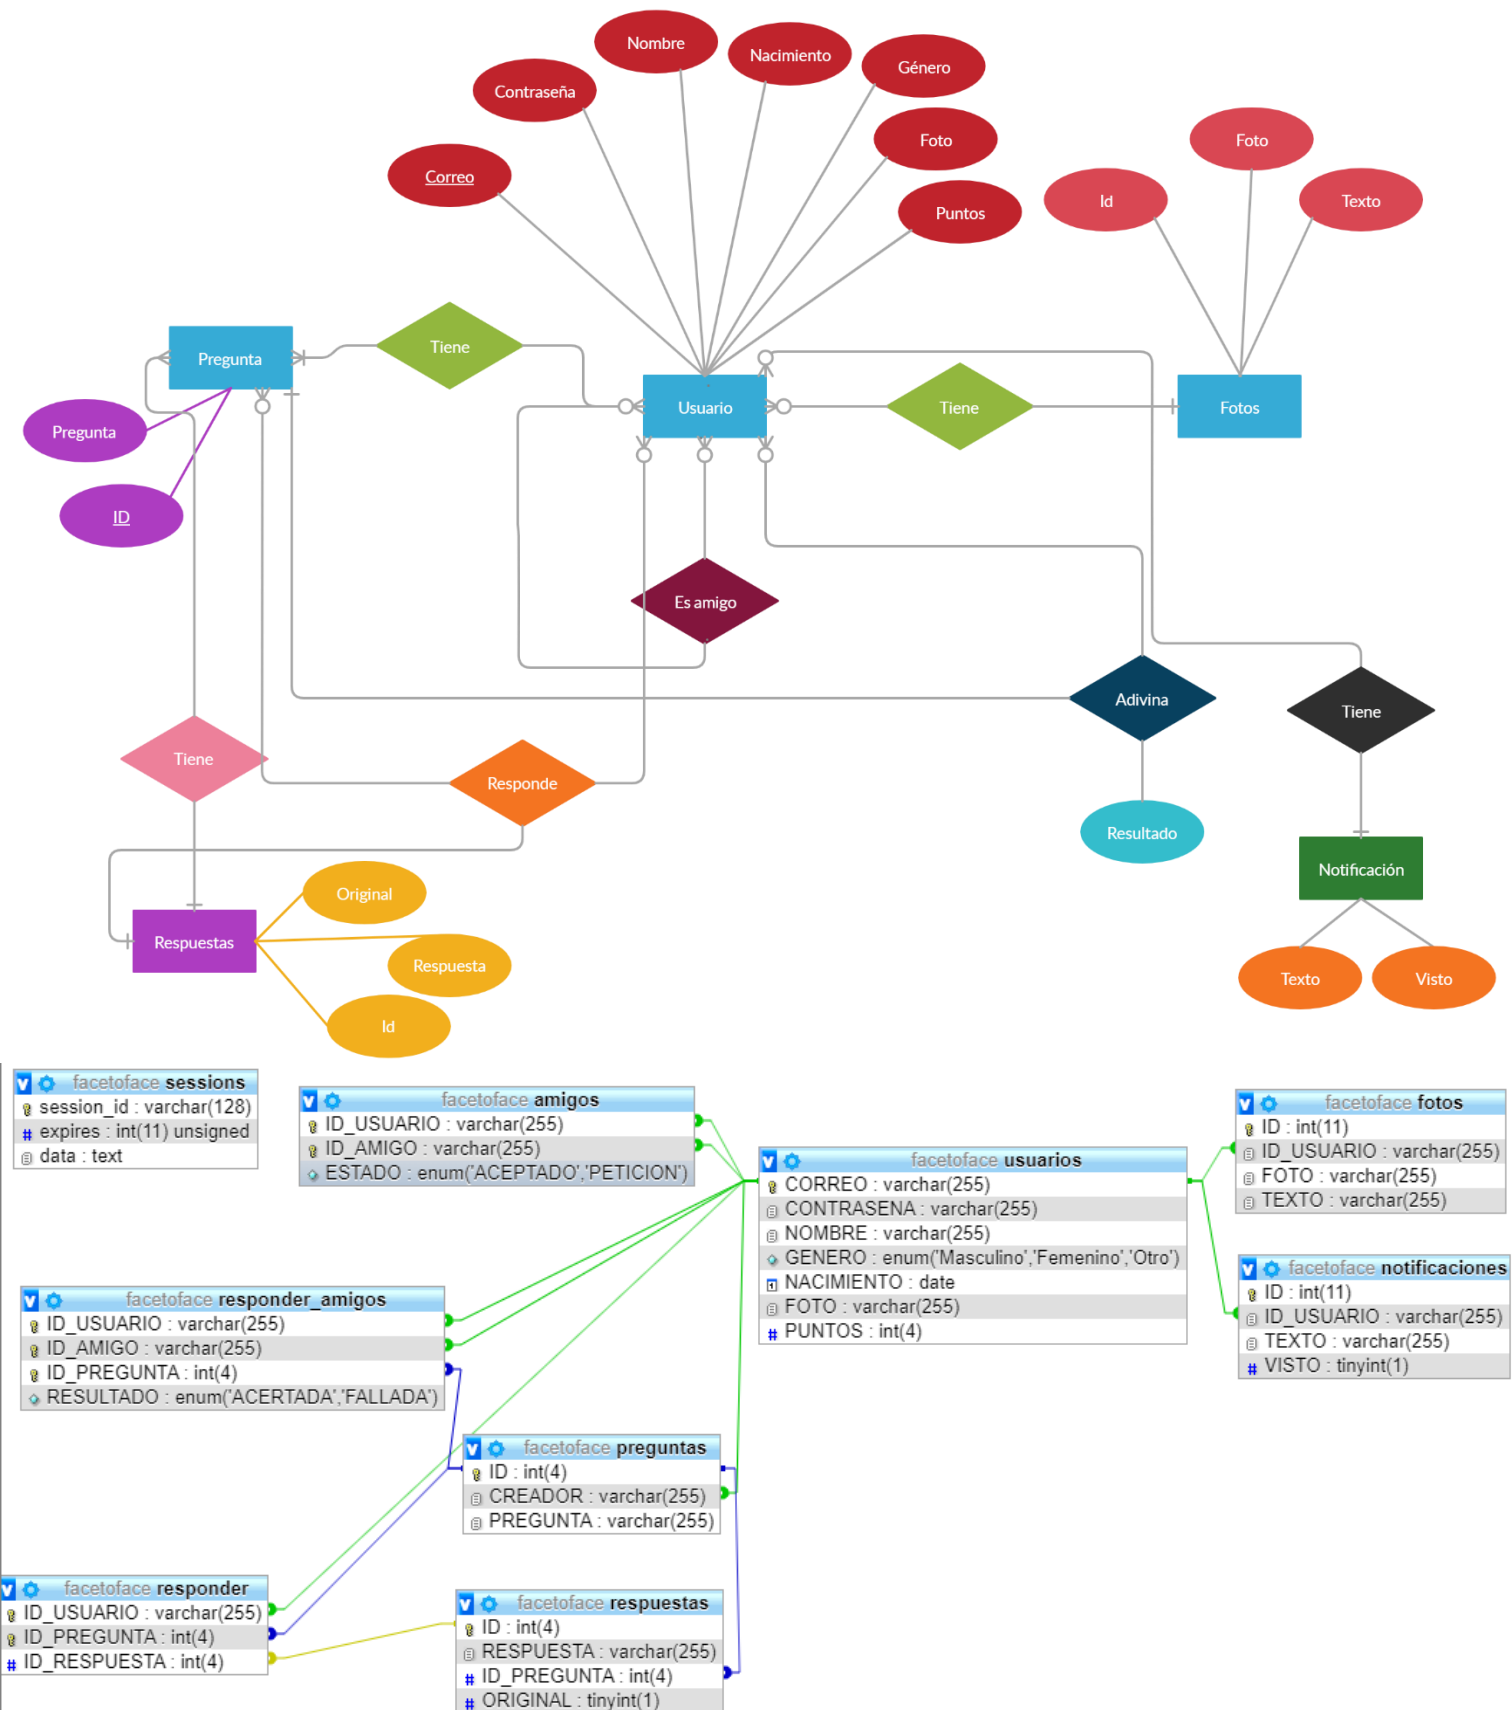 Nombre
Nacimiento
Género
Contraseña
Foto
Correo
Puntos
Foto
Id
Texto
Pregunta
Tiene
Usuario
Tiene
Fotos
Pregunta
ID
Es amigo
Adivina
Tiene
Tiene
Responde
Resultado
Notificación
Original
Respuestas
Respuesta
Id
Texto
Visto
facetoface sessions
session_id : varchar(128)
expires : int(11) unsigned
data : text
facetoface amigos
ID_USUARIO : varchar(255)
ID_AMIGO : varchar(255)
ESTADO : enum('ACEPTADO','PETICION')
facetoface usuarios
CORREO : varchar(255)
CONTRASENA : varchar(255)
NOMBRE : varchar(255)
GENERO : enum('Masculino','Femenino','Otro')
NACIMIENTO : date
FOTO : varchar(255)
PUNTOS : int(4)
facetoface fotos
ID : int(11)
ID_USUARIO : varchar(255)
FOTO : varchar(255)
TEXTO : varchar(255)
facetoface notificaciones
ID : int(11)
ID_USUARIO : varchar(255)
TEXTO : varchar(255)
VISTO : tinyint(1)
facetoface responder_amigos
ID_USUARIO : varchar(255)
ID_AMIGO : varchar(255)
ID_PREGUNTA : int(4)
RESULTADO : enum('ACERTADA','FALLADA')
facetoface preguntas
ID : int(4)
CREADOR : varchar(255)
PREGUNTA : varchar(255)
facetoface responder
ID_USUARIO : varchar(255)
ID_PREGUNTA : int(4)
ID_RESPUESTA : int(4)
facetoface respuestas
ID : int(4)
RESPUESTA : varchar(255)
ID_PREGUNTA : int(4)
ORIGINAL : tinyint(1)